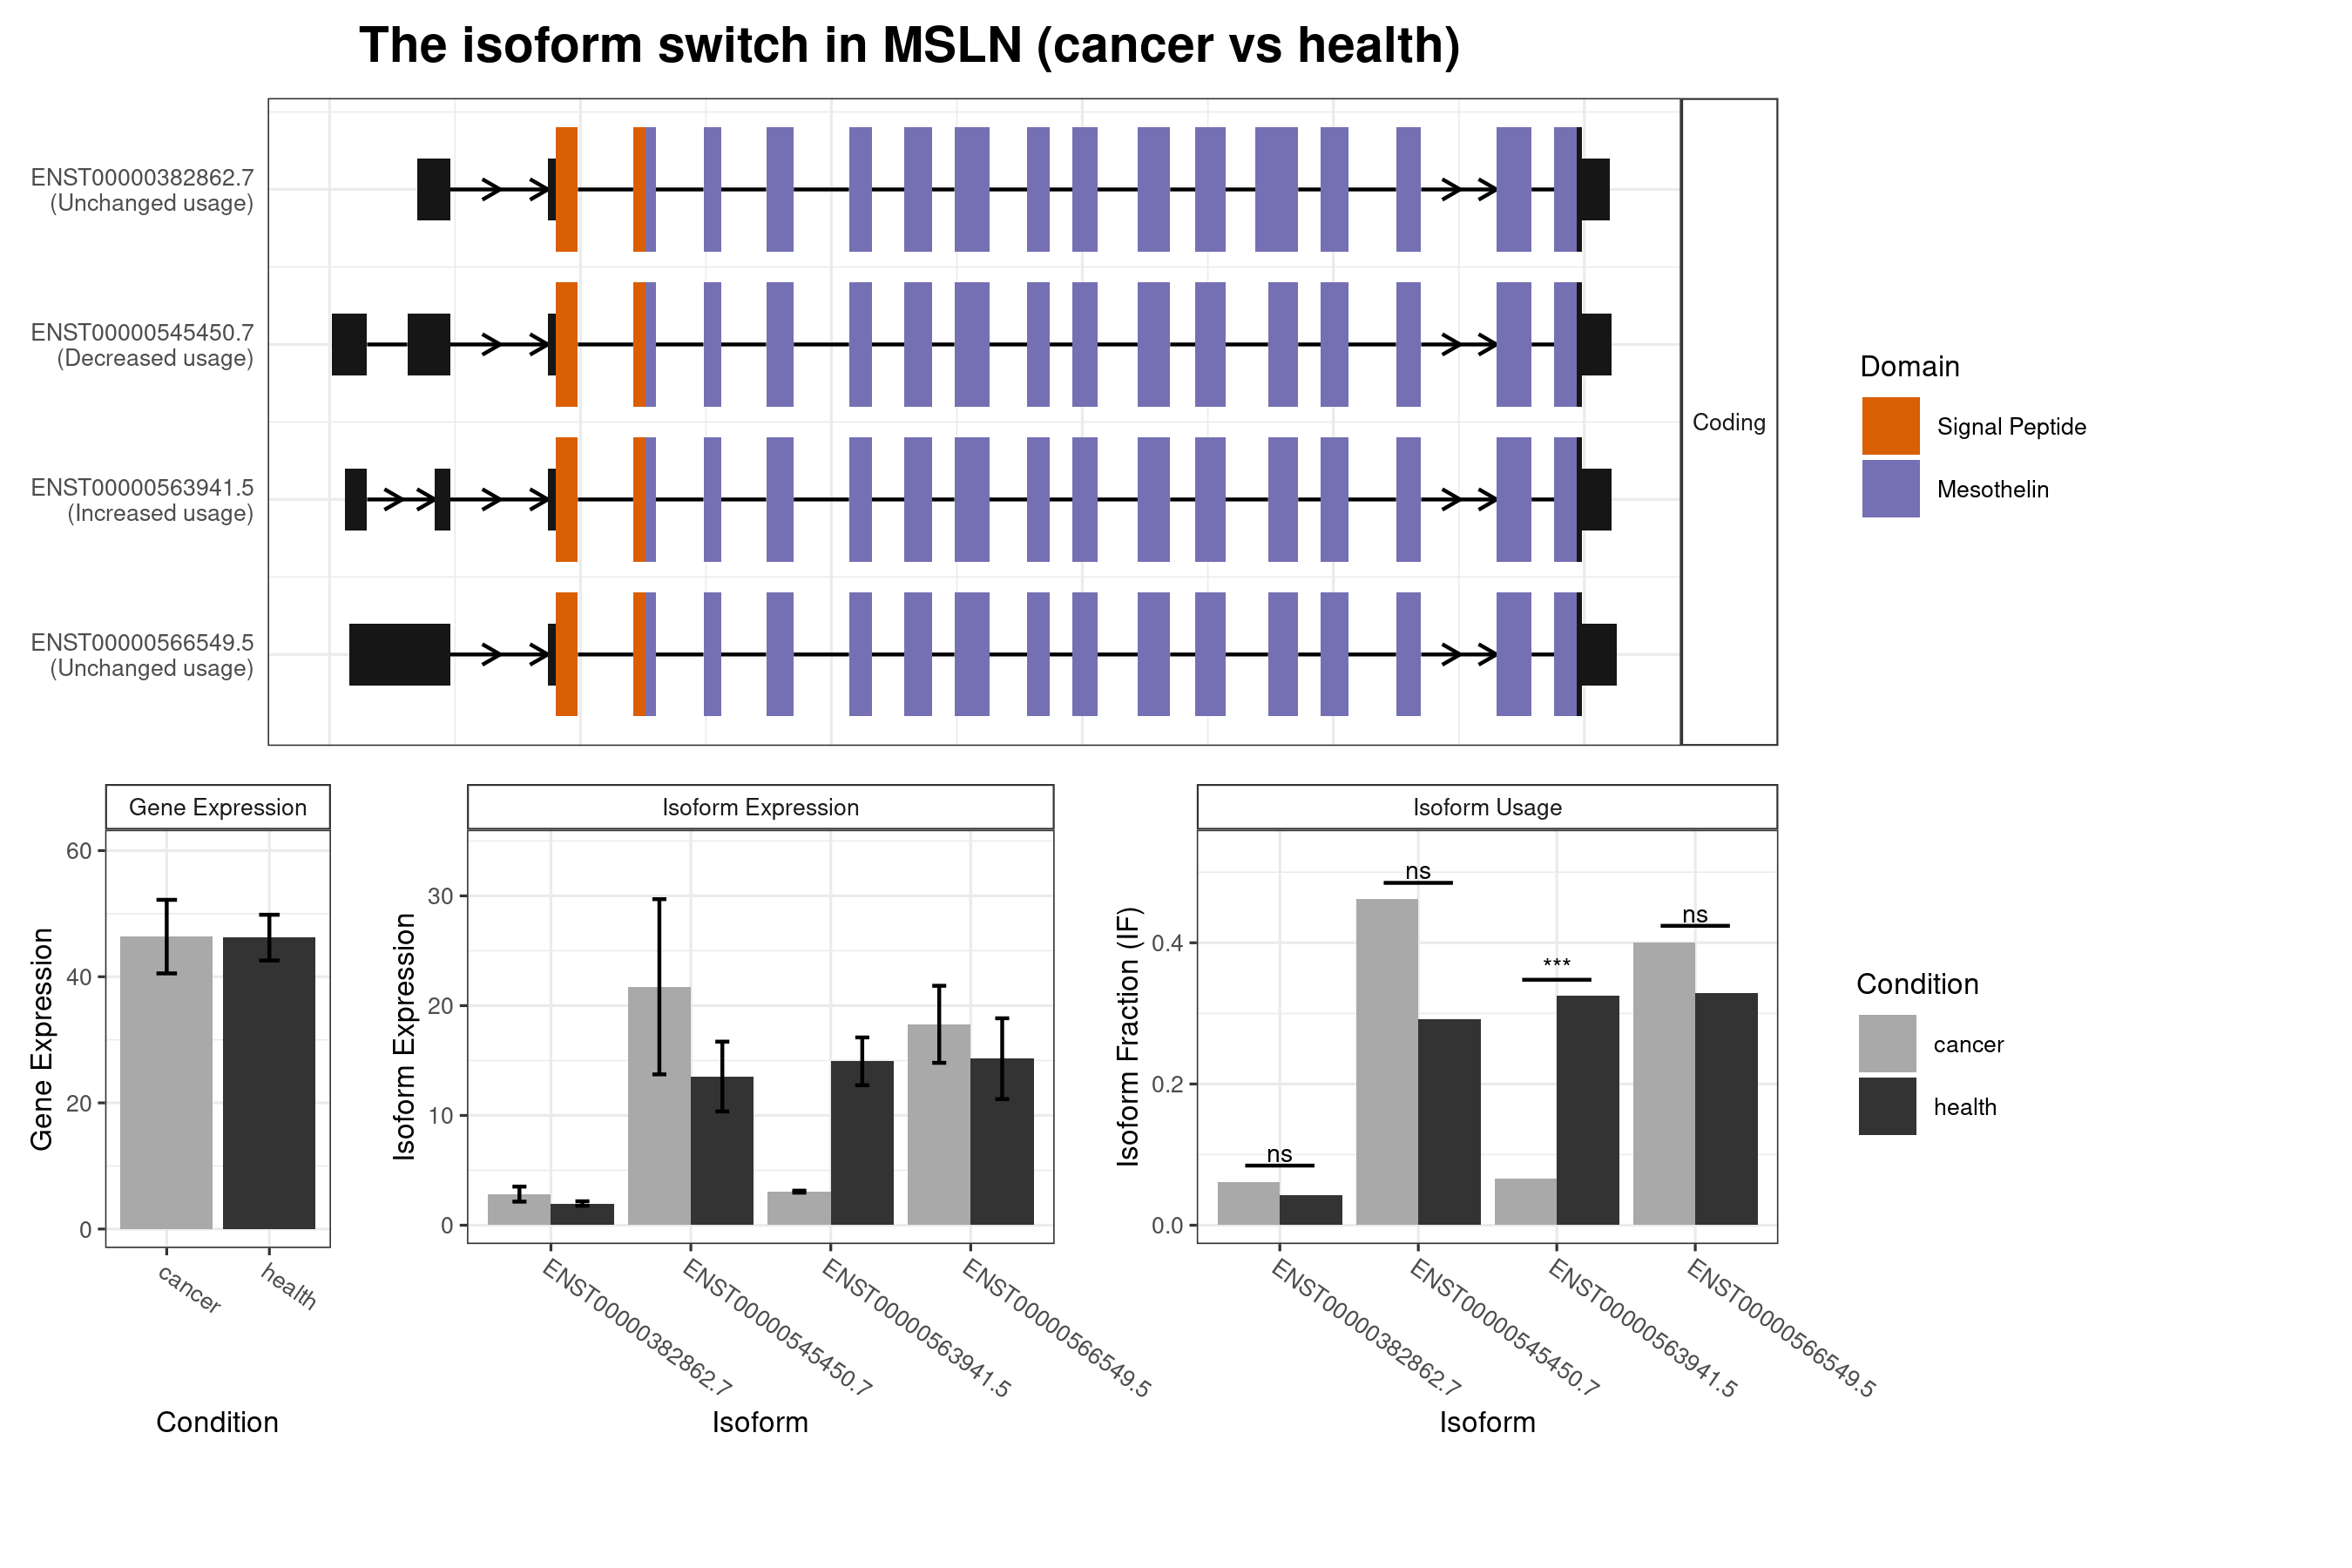 The isoform switch in MSLN (cancer vs health)
ENST00000382862.7
(Unchanged usage)
ENST00000545450.7
(Decreased usage)
ENST00000563941.5
(Increased usage)
ENST00000566549.5
(Unchanged usage)
Coding
Domain
Signal Peptide
Mesothelin
Gene Expression
Gene Expression
60
40
20
0
cancer
health
Condition
Isoform Expression
Isoform Expression
30
20
10
0
ENST00000382862.7
ENST00000545450.7
ENST00000563941.5
ENST00000566549.5
Isoform
Isoform Usage
Isoform Fraction (IF)
0.4
0.2
0.0
ns
ns
***
ns
ENST00000382862.7
ENST00000545450.7
ENST00000563941.5
ENST00000566549.5
Isoform
Condition
cancer
health